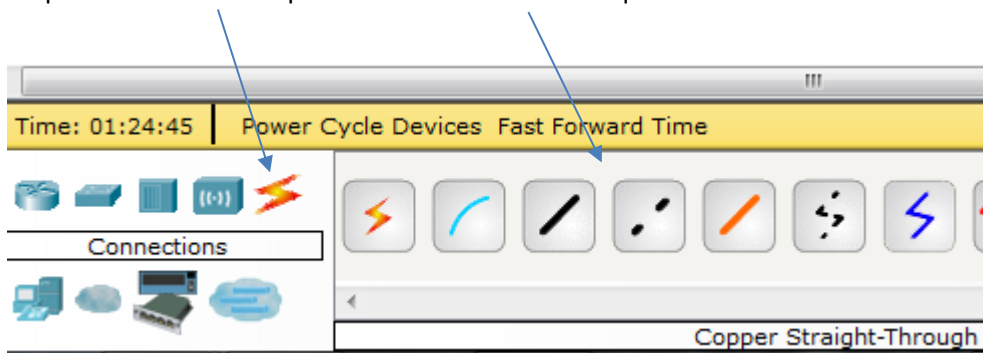 Time: 01:24:45 Power Cycle Devices Fast Forward Time
Connections
Copper Straight-Through